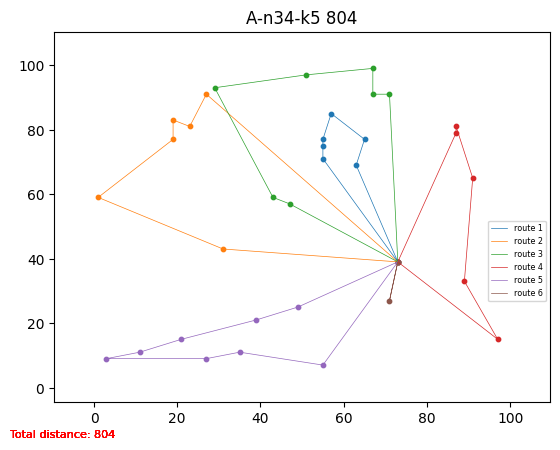 A-n34-k5 804
100
80
60
40
20
0
0 20 40 60 80 100
route 1
route 2
route 3
route 4
route 5
route 6
Total distance: 804